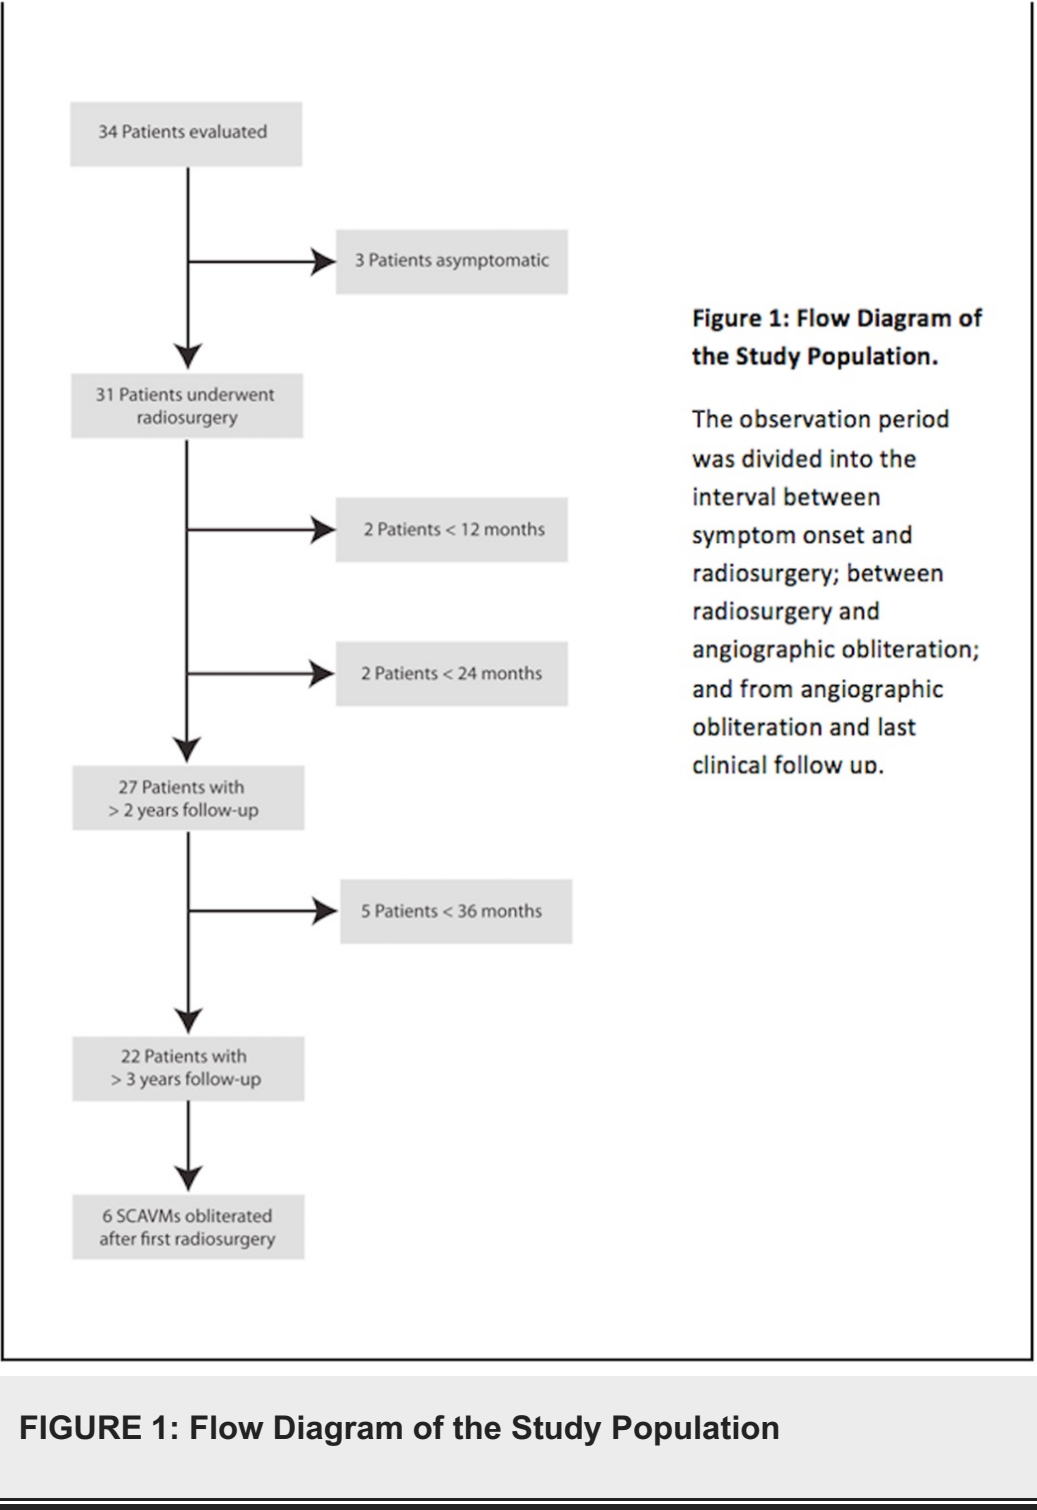 34 Patients evaluated
3 Patients asymptomatic
31 Patients underwent
radiosurgery
2 Patients < 12 months
2 Patients < 24 months
27 Patients with
> 2 years follow-up
5 Patients < 36 months
22 Patients with
> 3 years follow-up
6 SCAVMs obliterated
after first radiosurgery
Figure 1: Flow Diagram of
the Study Population.
The observation period
was divided into the
interval between
symptom onset and
radiosurgery; between
radiosurgery and
angiographic obliteration;
and from angiographic
obliteration and last
clinical follow up.
FIGURE 1: Flow Diagram of the Study Population